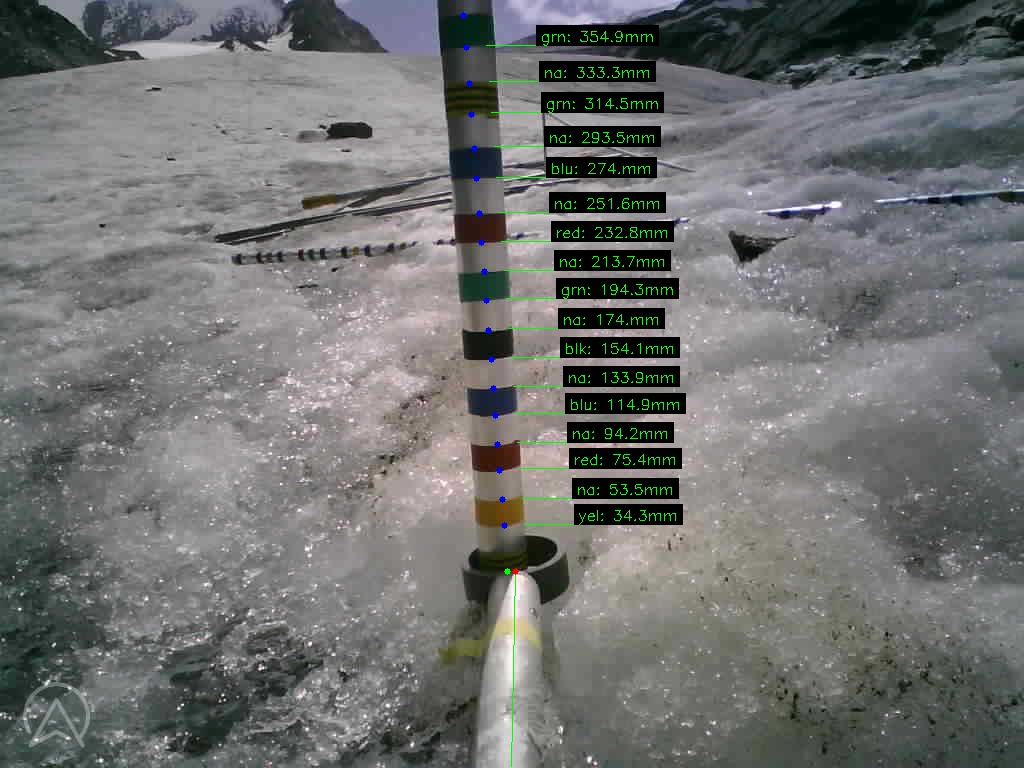 grn: 354.9mm
na: 333.3mm
grn: 314.5mm
na: 293.5mm
blu: 274.mm
na: 251.6mm
red: 232.8mm
na: 213.7mm
grn: 194.3mm
na: 174.mm
blk: 154.1mm
na: 133.9mm
blu: 114.9mm
na: 94.2mm
red: 75.4mm
na: 53.5mm
yel: 34.3mm